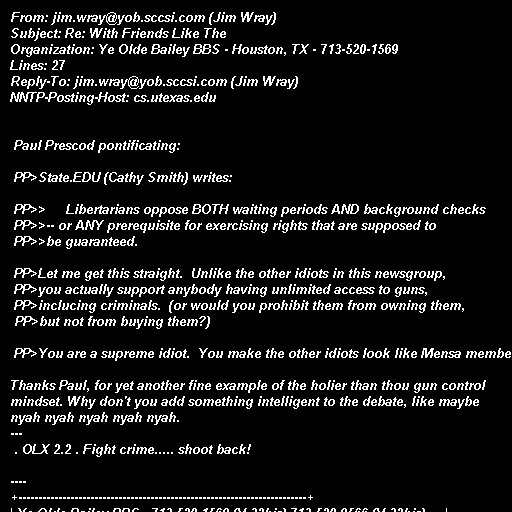 From: jim.wray@yob.sccsi.com (Jim Wray)
Subject: Re: With Friends Like The
Organization: Ye Olde Bailey BBS - Houston, TX - 713-520-1569
Lines: 27
Reply-To: jim.wray@yob.sccsi.com (Jim Wray)
NNTP-Posting-Host: cs.utexas.edu
Paul Prescod pontificating:
PP>State.EDU (Cathy Smith) writes:
PP>> Libertarians oppose BOTH waiting periods AND background checks
PP>>-- or ANY prerequisite for exercising rights that are supposed to
PP>>be guaranteed.
PP>Let me get this straight. Unlike the other idiots in this newsgroup,
PP>you actually support anybody having unlimited access to guns,
PP>inclucing criminals. (or would you prohibit them from owning them,
PP>but not from buying them?)
PP>You are a supreme idiot. You make the other idiots look like Mensa membe
Thanks Paul, for yet another fine example of the holier than thou gun control
mindset. Why don't you add something intelligent to the debate, like maybe
nyah nyah nyah nyah nyah.
---
. OLX 2.2 . Fight crime..... shoot back!
----
+-----------------------------------------------------------------------+